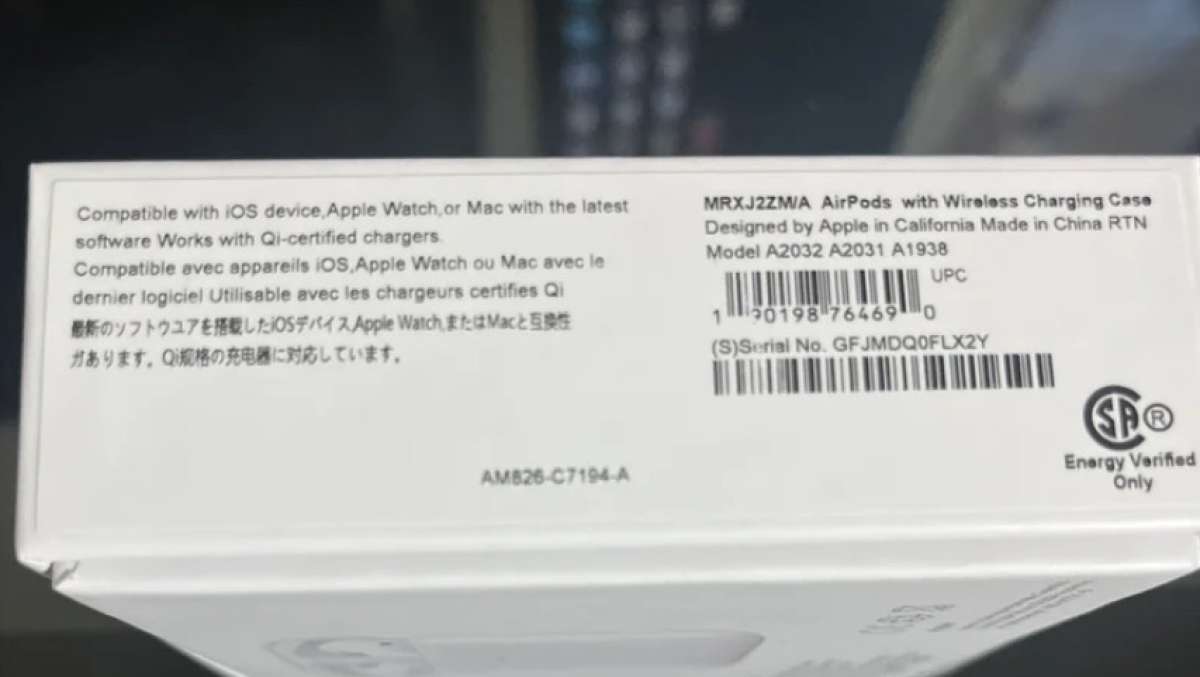 Compatible with iOS device,Apple Watch,or Mac with the latest
software Works with Qi-certified chargers.
Compatible avec appareils iOS,Apple Watch ou Mac avec le
dernier logiciel Utilisable avec les chargeurs certifies Qi
最新のソフトウユアを搭載したiOSデバイス,Apple Watch,またはMacと互換性
ガあります。Qi規格の充电器に対応しています。
AM826-C7194-A
MRXJ2ZM/A AirPods with Wireless Charging Case
Designed by Apple in California Made in China RTN
Model A2032 A2031 A1938
UPC
1 90198 76469 0
(S)Serial No. GFJMDQ0FLX2Y
SA ®
Energy Verified
Only